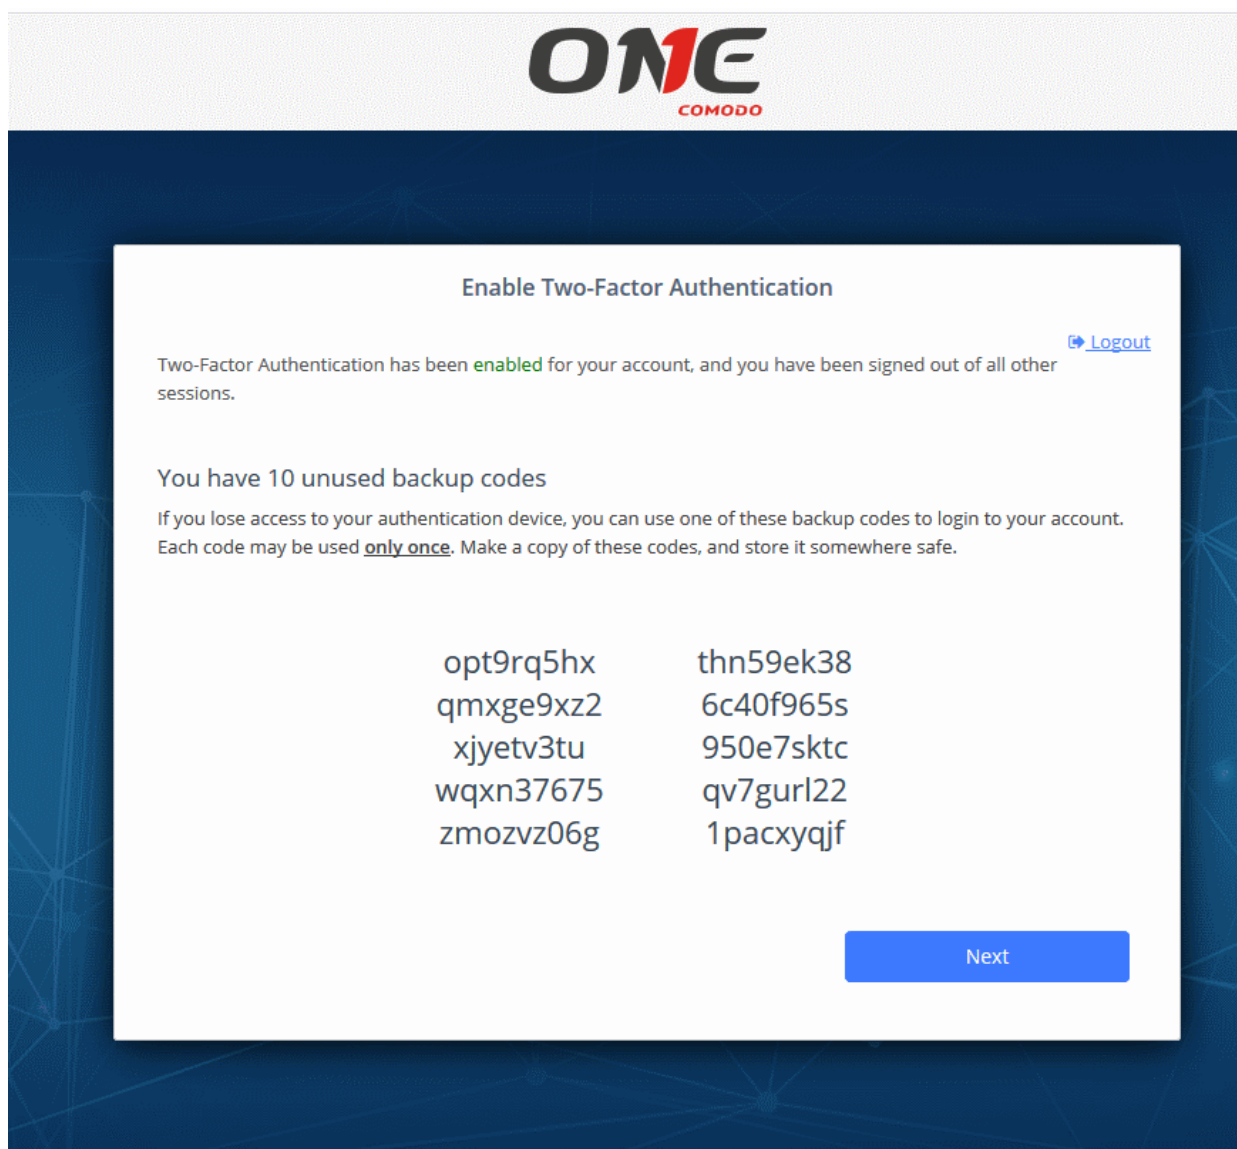 ONE
COMODO
Enable Two-Factor Authentication
Logout
Two-Factor Authentication has been enabled for your account, and you have been signed out of all other
sessions.
You have 10 unused backup codes
If you lose access to your authentication device, you can use one of these backup codes to login to your account.
Each code may be used only once. Make a copy of these codes, and store it somewhere safe.
opt9rq5hx thn59ek38
qmxge9xz2 6c40f965s
xjyetv3tu 950e7sktc
wqxn37675 qv7gurl22
zmozvz06g 1pacxyqjf
Next